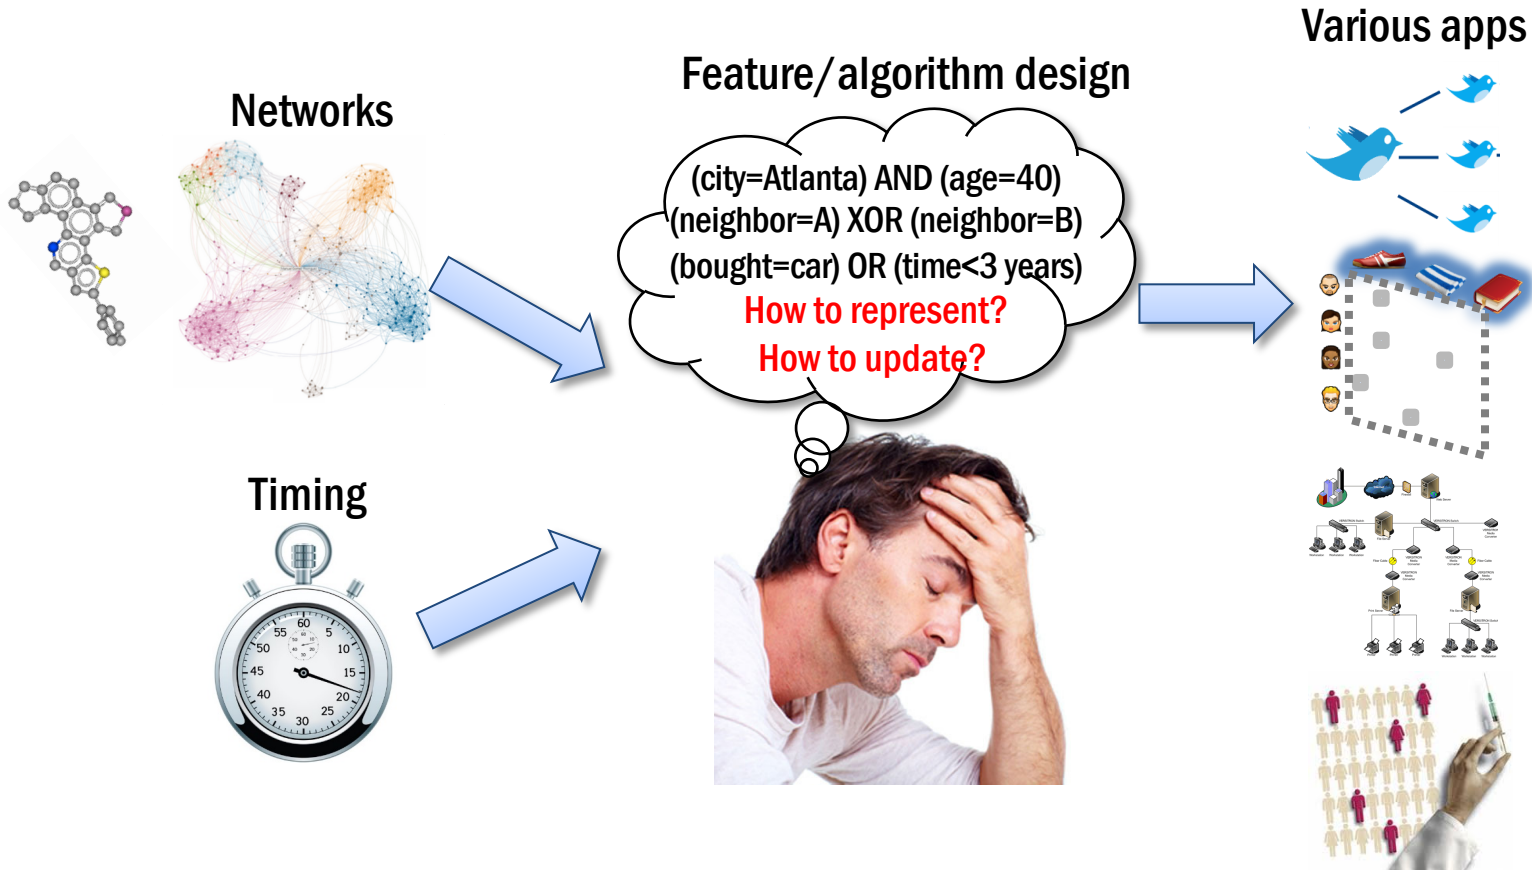 Various apps
Feature/algorithm design
Networks
(city=Atlanta) AND (age=40)
(neighbor=A) XOR (neighbor=B)
(bought=car) OR (time<3 years)
How to represent?
How to update?
Timing
60
5
10
15
20
25
30
35
40
45
50
55